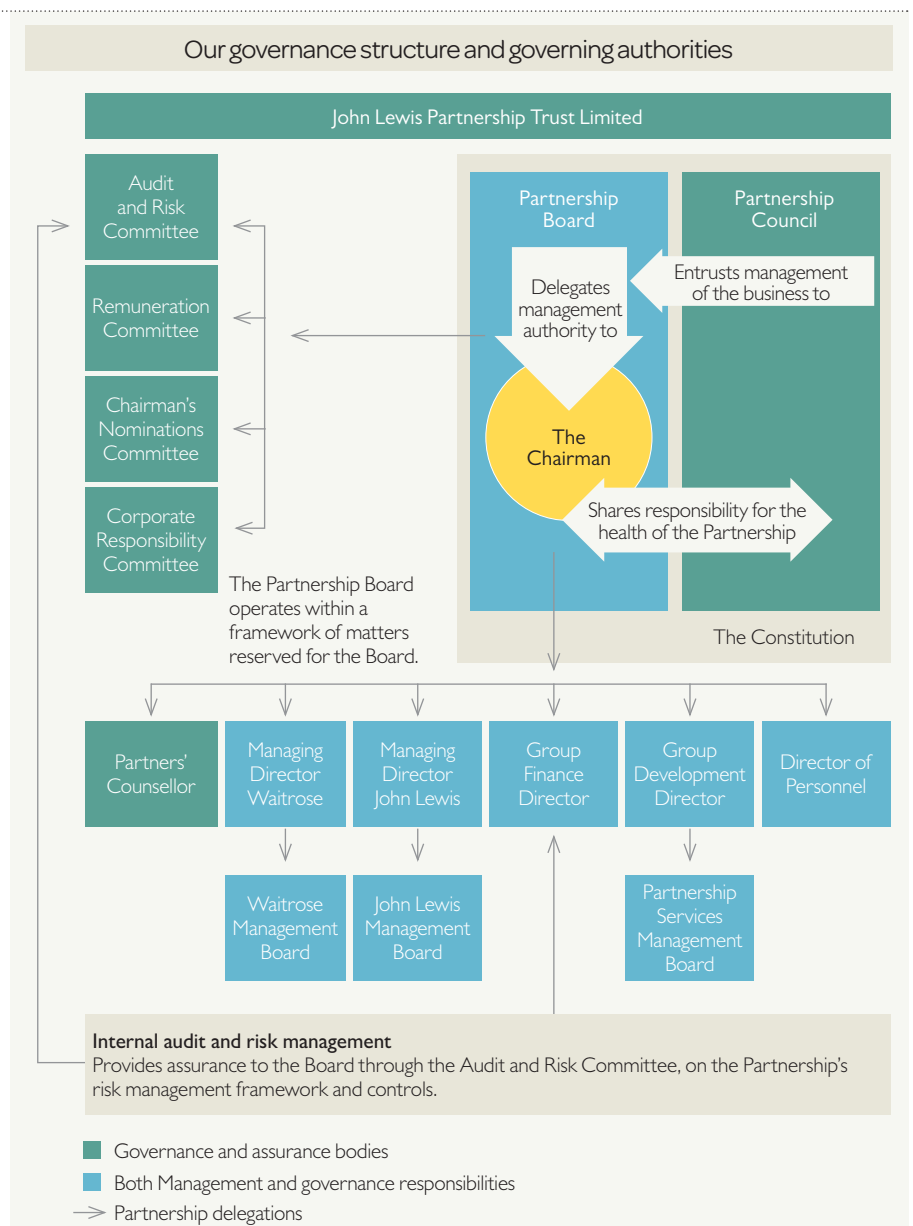 Our governance structure and governing authorities
John Lewis Partnership Trust Limited
Audit
and Risk
Committee
Remuneration
Committee
Chairman's
Nominations
Committee
Corporate
Responsibility
Committee
Partnership
Board
Partnership
Council
Delegates
management
authority to
Entrusts management
of the business to
The
Chairman
Shares responsibility for the
health of the Partnership
The Constitution
The Partnership Board
operates within a
framework of matters
reserved for the Board.
Partners'
Counsellor
Managing
Director
Waitrose
Managing
Director
John Lewis
Group
Finance
Director
Group
Development
Director
Director of
Personnel
Waitrose
Management
Board
John Lewis
Management
Board
Partnership
Services
Management
Board
Internal audit and risk management
Provides assurance to the Board through the Audit and Risk Committee, on the Partnership's
risk management framework and controls.
Governance and assurance bodies
Both Management and governance responsibilities
Partnership delegations